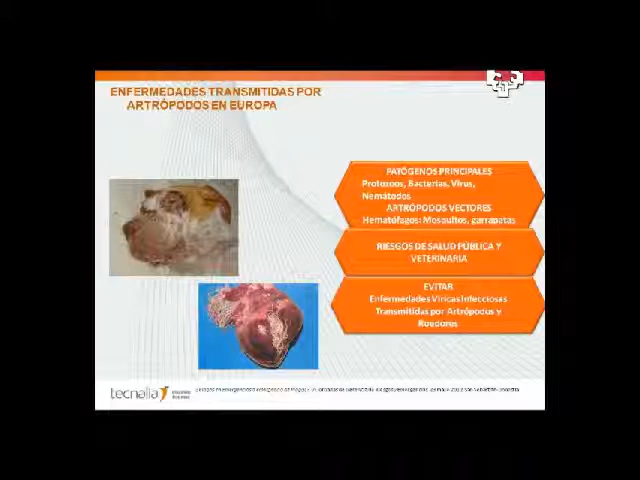 ENFERMEDADES TRANSMITIDAS POR
ARTRÓPODOS EN EUROPA
PATÓGENOS PRINCIPALES
Protozoos, Bacterias, Virus,
Nemátodos
ARTRÓPODOS VECTORES
Hematófagos: Mosquitos, garrapatas
RIESGOS DE SALUD PÚBLICA Y
VETERINARIA
EVITAR
Enfermedades Víricas Infecciosas
Transmitidas por Artrópodos y
Roedores
tecnalia